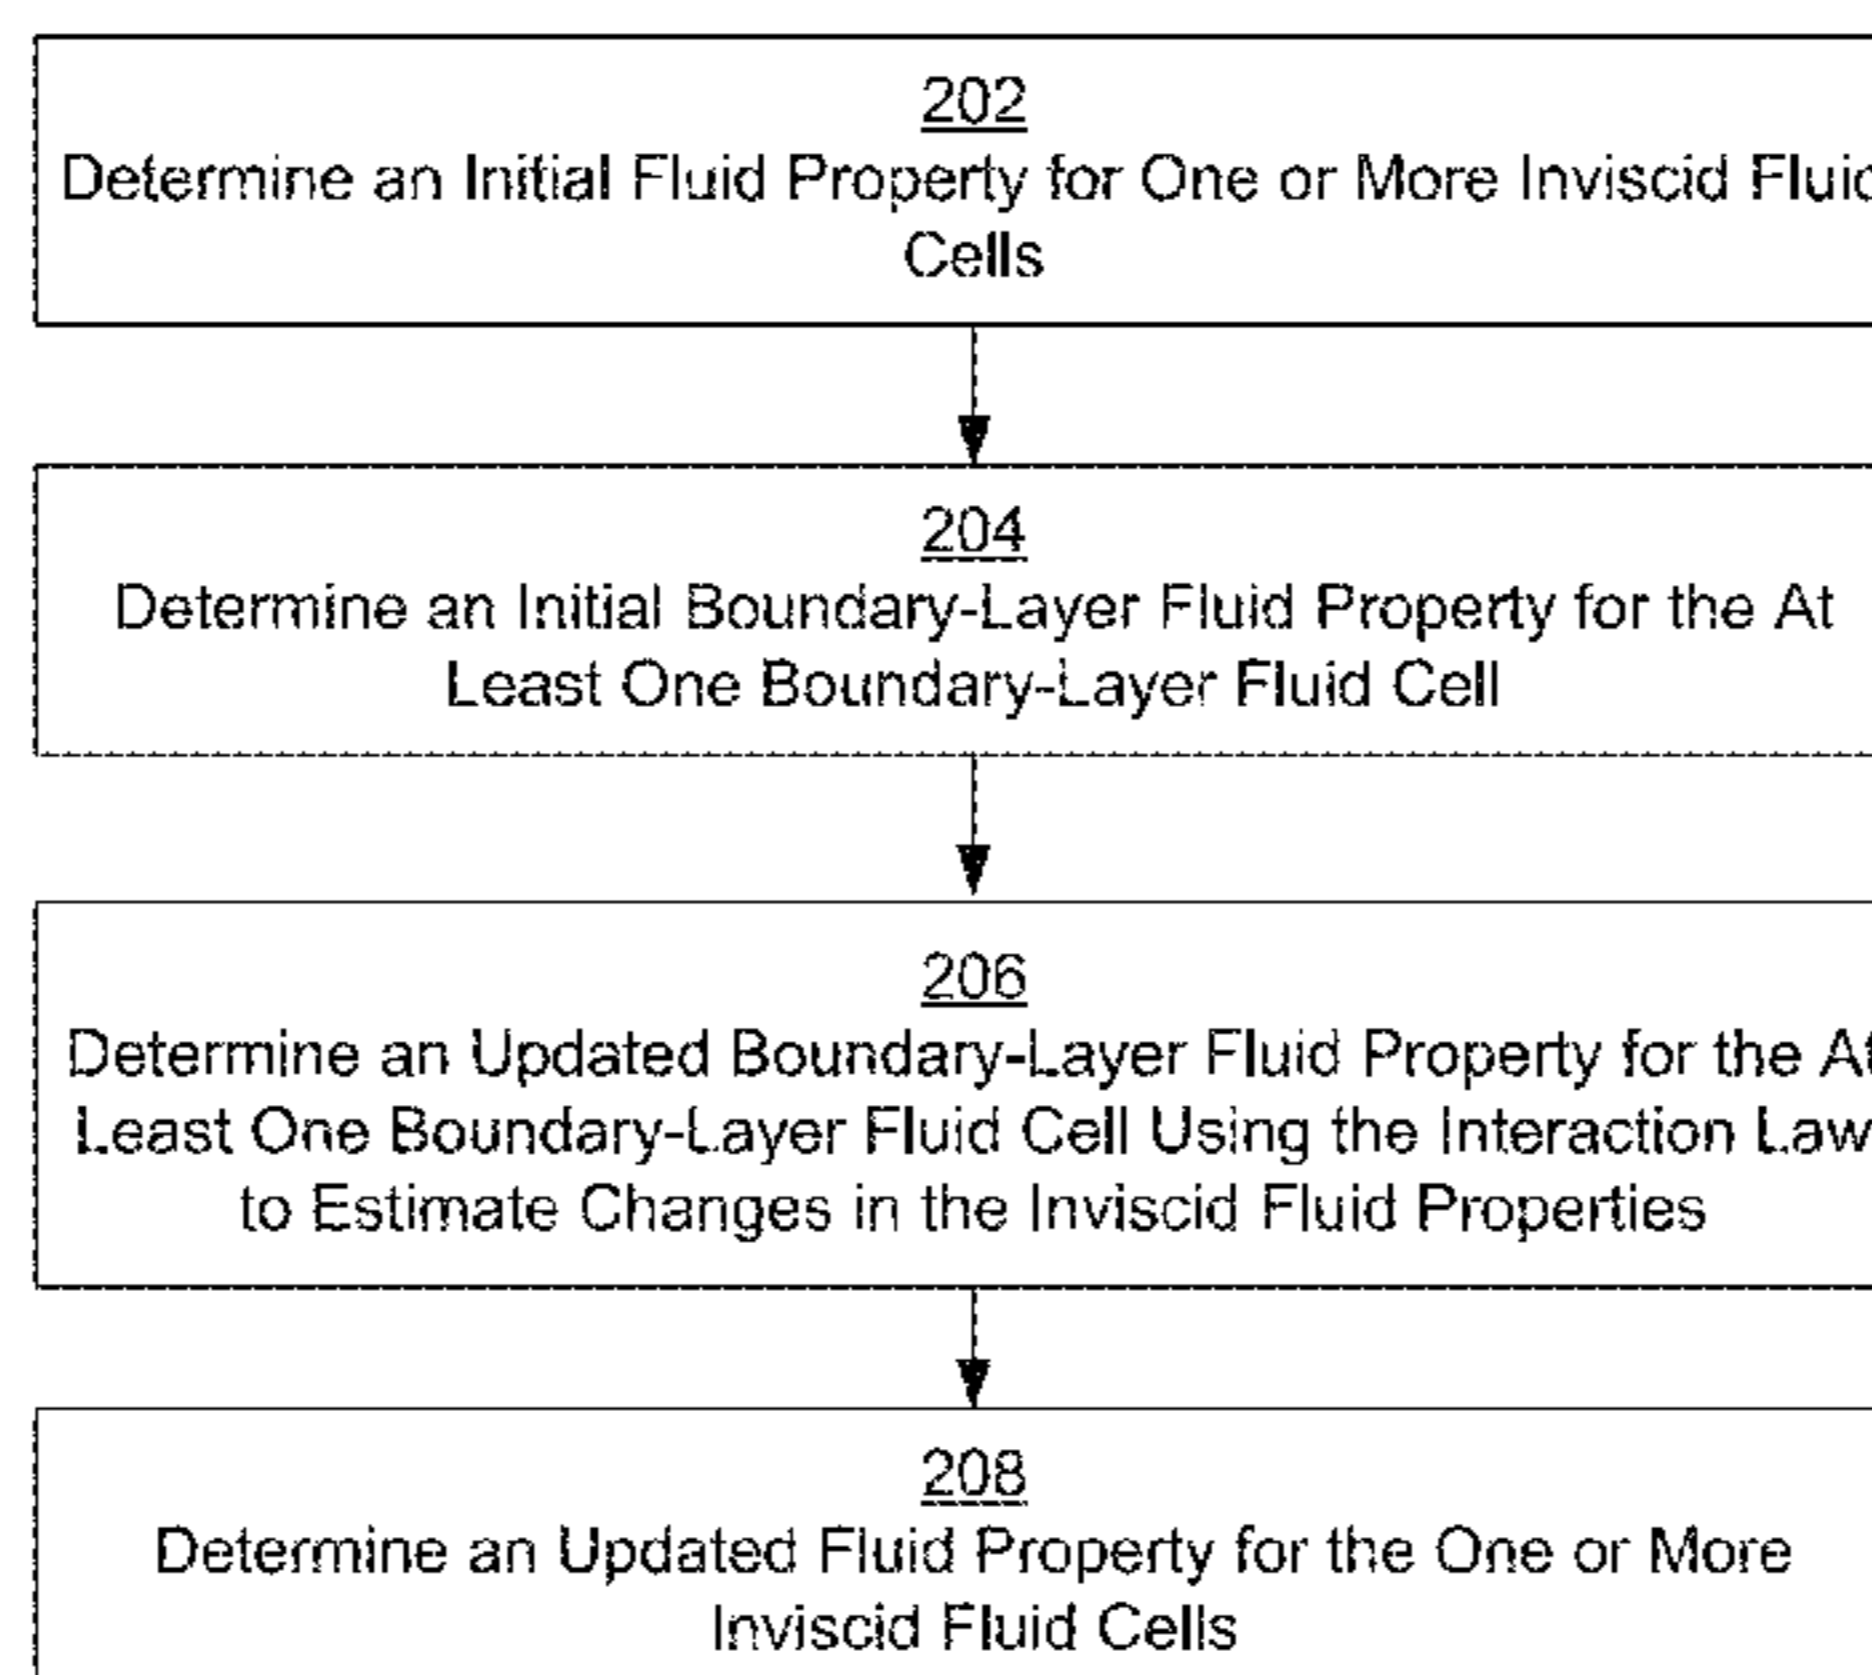 202
Determine an Initial Fluid Property for One or More Inviscid Fluid
Cells
204
Determine an Initial Boundary-Layer Fluid Property for the At
Least One Boundary-Layer Fluid Cell
206
Determine an Updated Boundary-Layer Fluid Property for the At
Least One Boundary-Layer Fluid Cell Using the Interaction Law
to Estimate Changes in the Inviscid Fluid Properties
208
Determine an Updated Fluid Property for the One or More
Inviscid Fluid Cells